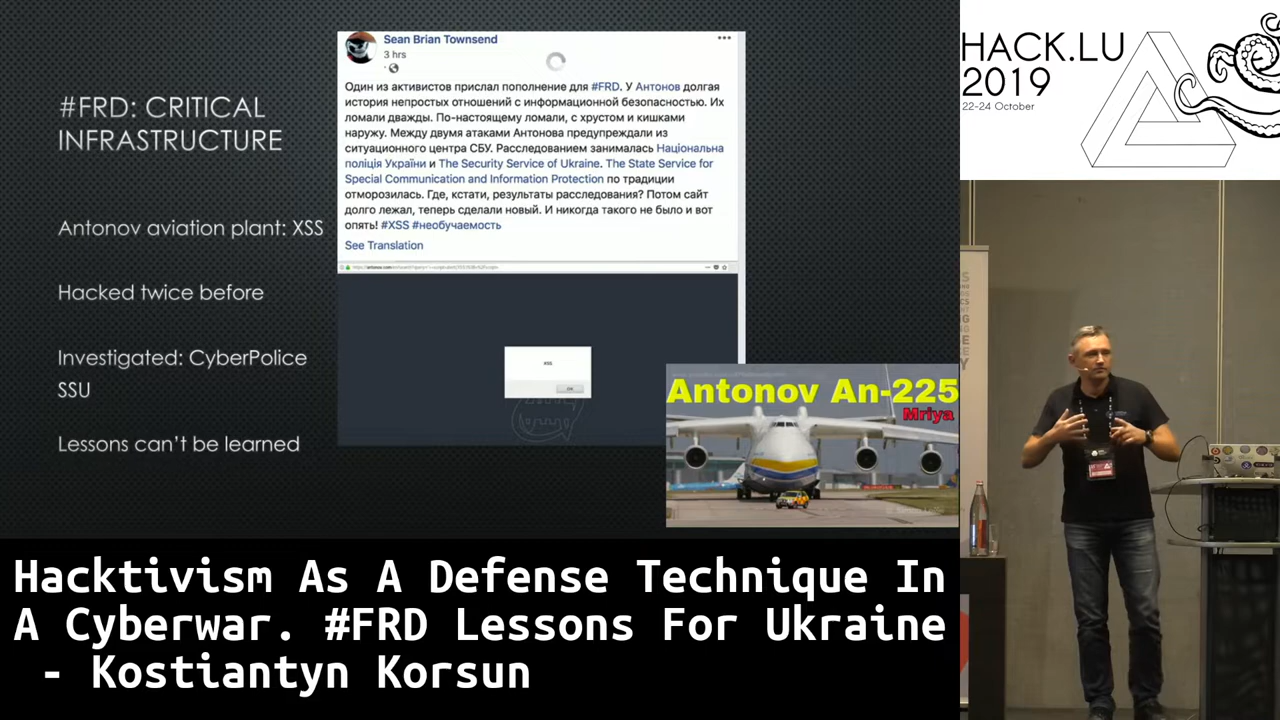 #FRD: CRITICAL
INFRASTRUCTURE
Antonov aviation plant: XSS
Hacked twice before
Investigated: CyberPolice
SSU
Lessons can't be learned
Sean Brian Townsend
3 hrs
Один из активистов прислал пополнение для #FRD. У Антонов долгая
история непростых отношений с информационной безопасностью. Их
ломали дважды. По-настоящему ломали, с хрустом и кишками
наружу. Между двумя атаками Антонова предупреждали из
ситуационного центра СБУ. Расследованием занималась Національна
поліція України и The Security Service of Ukraine. The State Service for
Special Communication and Information Protection по традиции
отморозилась. Где, кстати, результаты расследования? Потом сайт
долго лежал, теперь сделали новый. И никогда такого не было и вот
опять! #XSS #необучаемость
See Translation
OK
Antonov An-225
Mriya
HACK.LU
2019
22-24 October
Hacktivism As A Defense Technique In
A Cyberwar. #FRD Lessons For Ukraine
- Kostiantyn Korsun